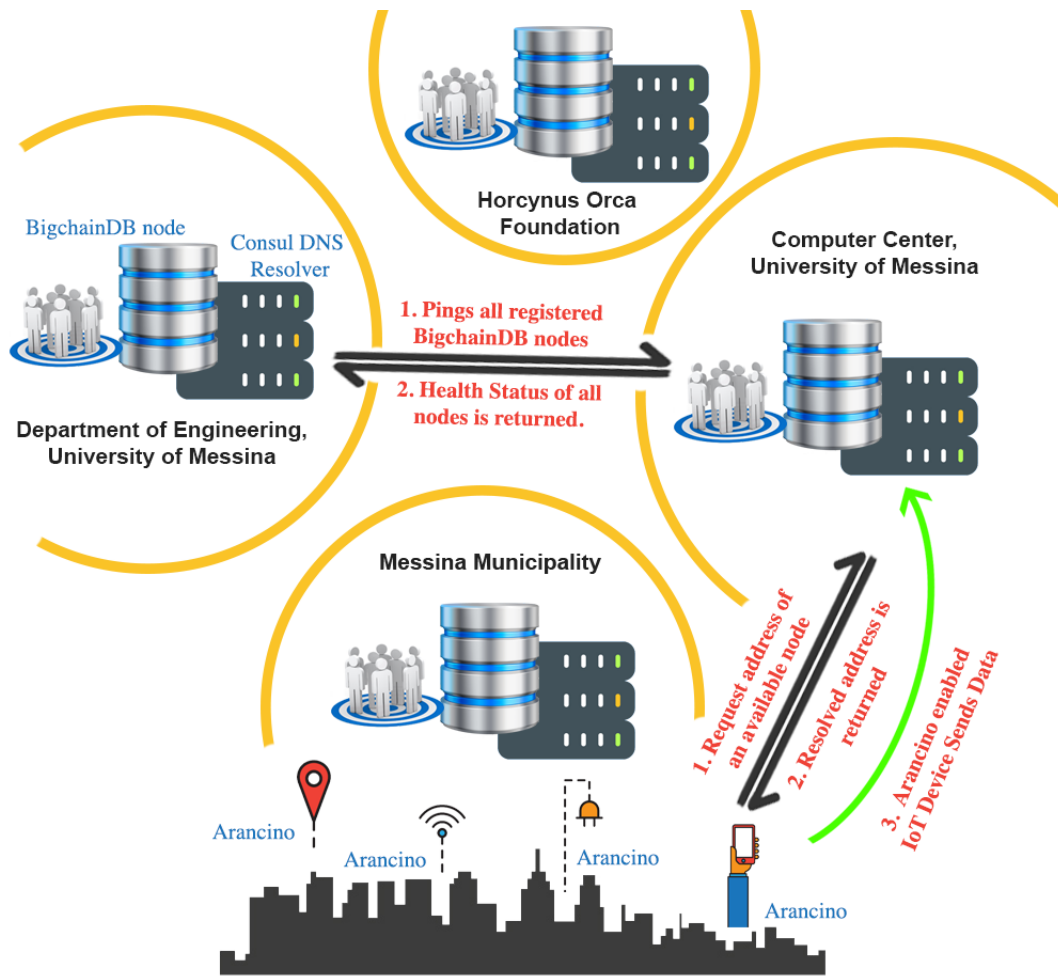 Horcynus Orca
Foundation
BigchainDB node
Consul DNS
Resolver
Computer Center,
University of Messina
1. Pings all registered
BigchainDB nodes
2. Health Status of all
nodes is returned.
Department of Engineering,
University of Messina
Messina Municipality
1. Request address of
an available node
2. Resolved address is
returned
3. Arancino enabled
IoT Device Sends Data
Arancino
Arancino
Arancino
Arancino